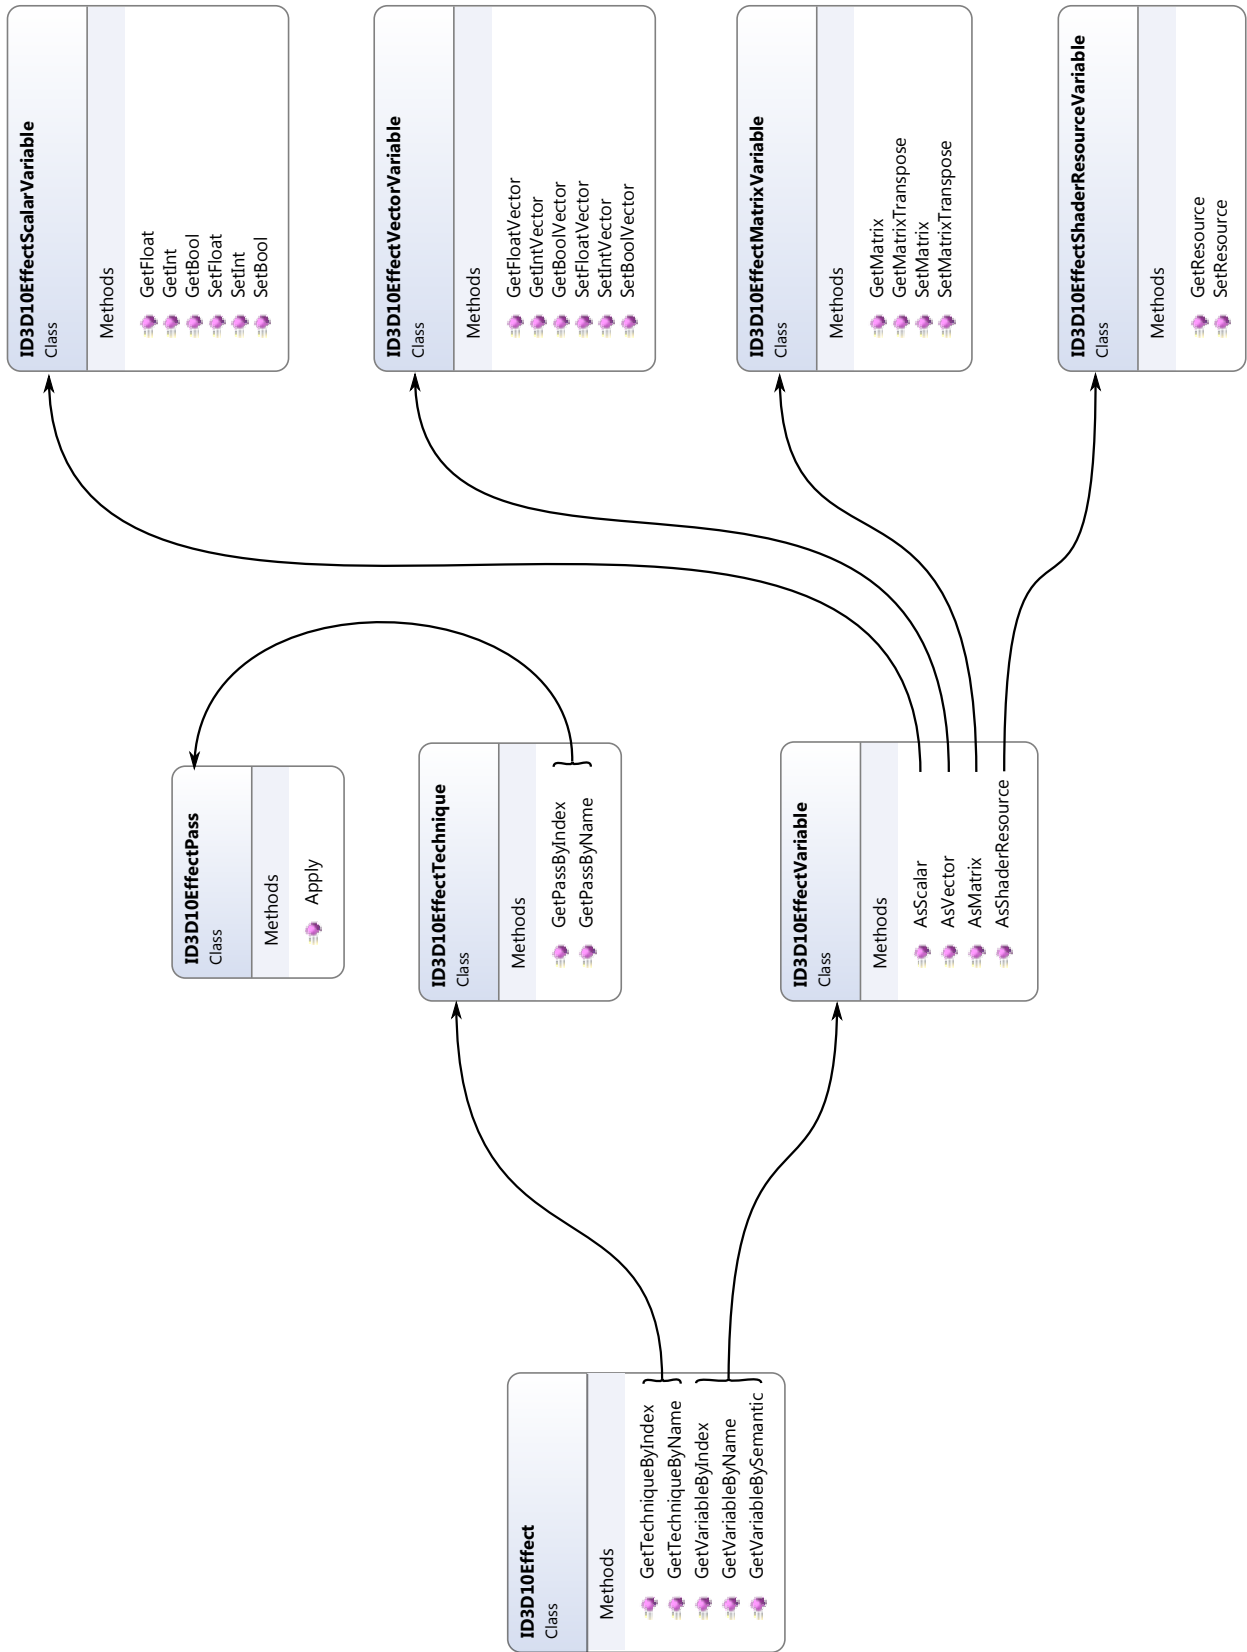 ID3D10Effect
Class
Methods
GetTechniqueByIndex
GetTechniqueByName
GetVariableByIndex
GetVariableByName
GetVariableBySemantic
ID3D10EffectPass
Class
Methods
Apply
ID3D10EffectTechnique
Class
Methods
GetPassByIndex
GetPassByName
ID3D10EffectVariable
Class
Methods
AsScalar
AsVector
AsMatrix
AsShaderResource
ID3D10EffectScalarVariable
Class
Methods
GetFloat
GetInt
GetBool
SetFloat
SetInt
SetBool
ID3D10EffectVectorVariable
Class
Methods
GetFloatVector
GetIntVector
GetBoolVector
SetFloatVector
SetIntVector
SetBoolVector
ID3D10EffectMatrixVariable
Class
Methods
GetMatrix
GetMatrixTranspose
SetMatrix
SetMatrixTranspose
ID3D10EffectShaderResourceVariable
Class
Methods
GetResource
SetResource